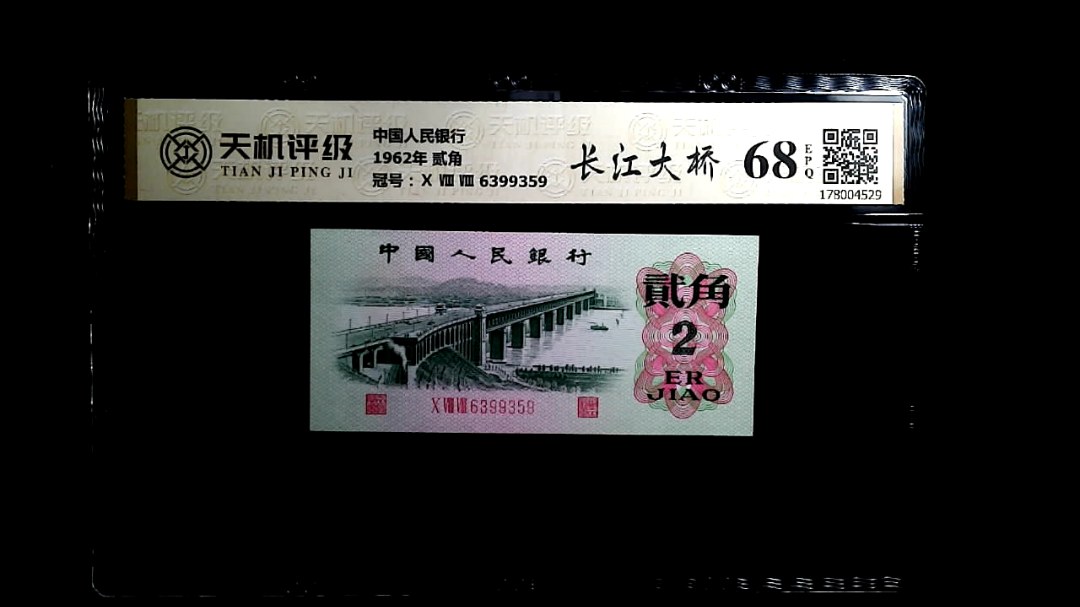 天机评级
TIAN JI PING JI
中国人民银行
1962年 贰角
冠号：Ⅹ Ⅷ Ⅷ 6399359
长江大桥
68
EPQ
178004529
中國人民銀行
貳角
2
ER
JIAO
ⅩⅧⅧ 6399359